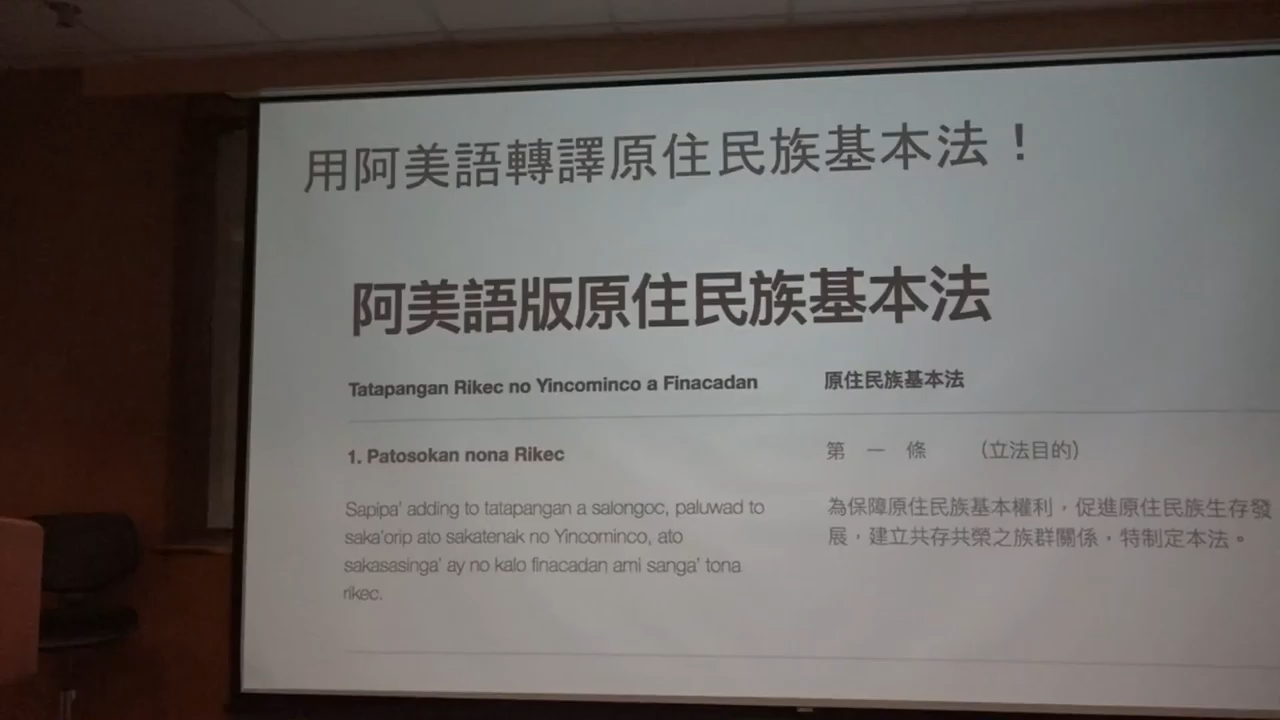 用阿美語轉譯原住民族基本法！
阿美語版原住民族基本法
Tatapangan Rikec no Yincominco a Finacadan
原住民族基本法
1. Patosokan nona Rikec
第 一 條 （立法目的）
Sapipa' adding to tatapangan a salongoc, paluwad to
saka'orip ato sakatenak no Yincominco, ato
sakasasinga' ay no kalo finacadan ami sanga' tona
rikec.
為保障原住民族基本權利，促進原住民族生存發
展，建立共存共榮之族群關係，特制定本法。